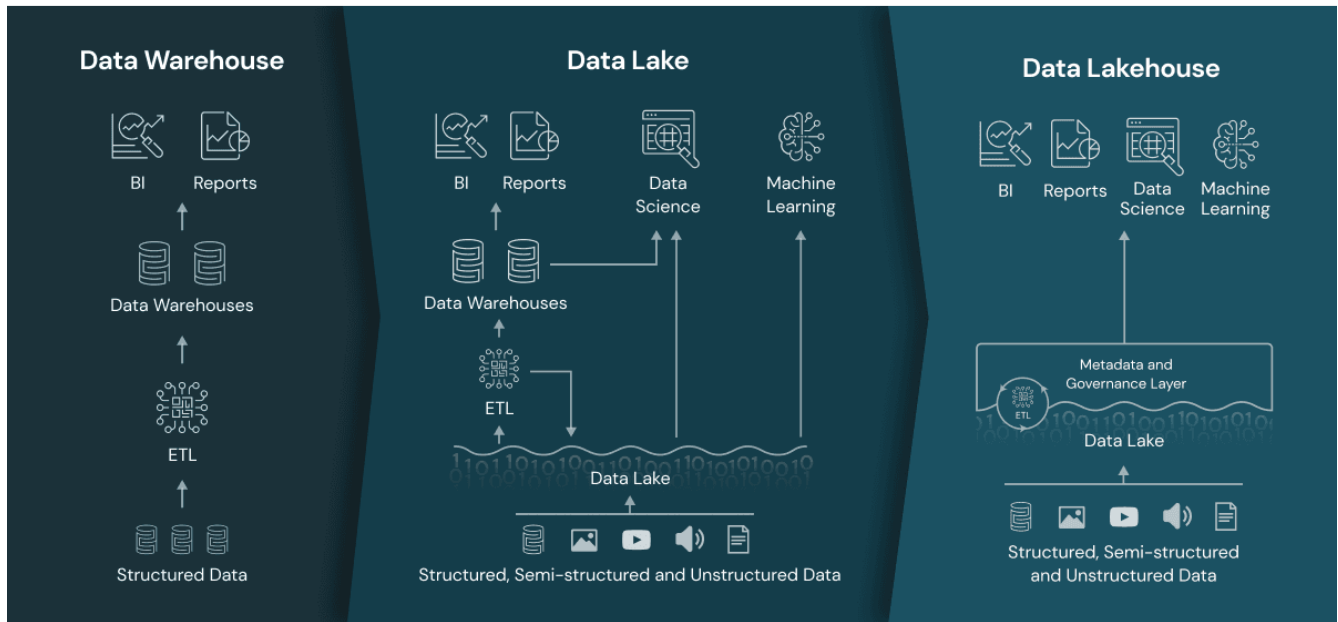 Data Warehouse
BI
Reports
Data Warehouses
ETL
Structured Data
Data Lake
BI
Reports
Data
Science
Machine
Learning
Data Warehouses
ETL
Data Lake
Structured, Semi-structured and Unstructured Data
Data Lakehouse
BI
Reports
Data
Science
Machine
Learning
Metadata and
Governance Layer
ETL
Data Lake
Structured, Semi-structured
and Unstructured Data